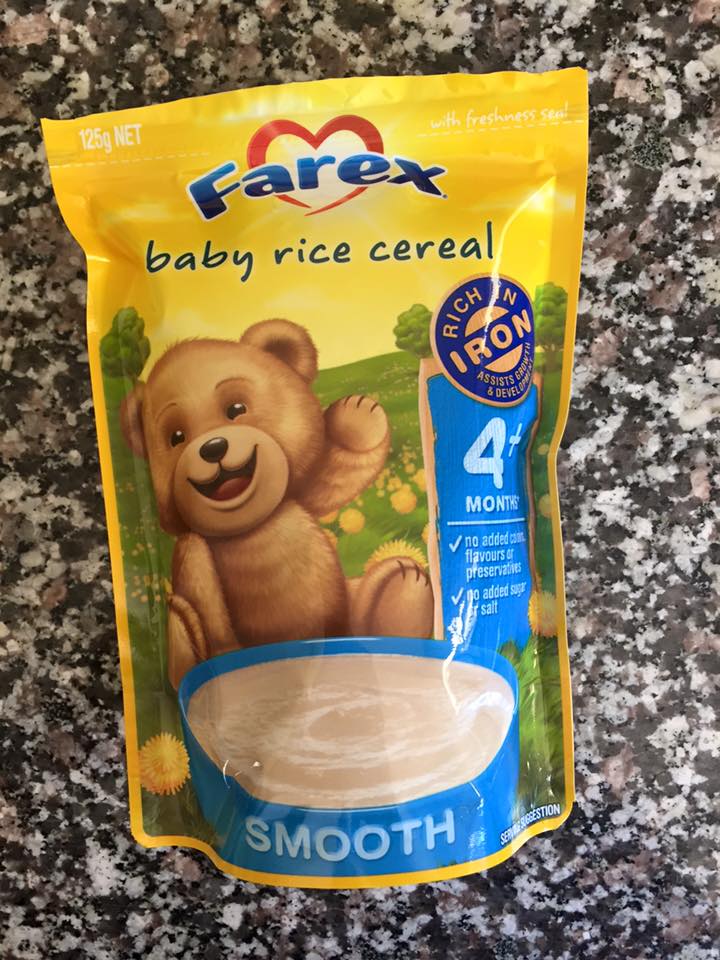 125g NET
with freshness seal
Farex
baby rice cereal
RICH IN
IRON
ASSISTS GROWTH
& DEVELOPMENT
4+
MONTHS
no added
flavours or
preservatives
no added sugar
or salt
SMOOTH
SERVING SUGGESTION